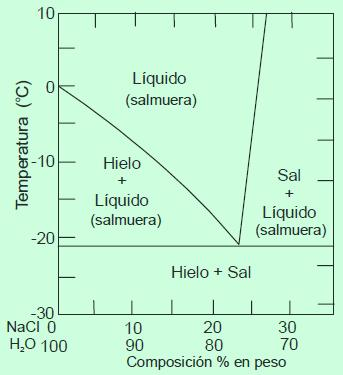 Temperatura (°C)
10
0
-10
-20
-30
Líquido
(salmuera)
Hielo
+
Líquido
(salmuera)
Sal
+
Líquido
(salmuera)
Hielo + Sal
NaCl 0 10 20 30
H₂O 100 90 80 70
Composición % en peso